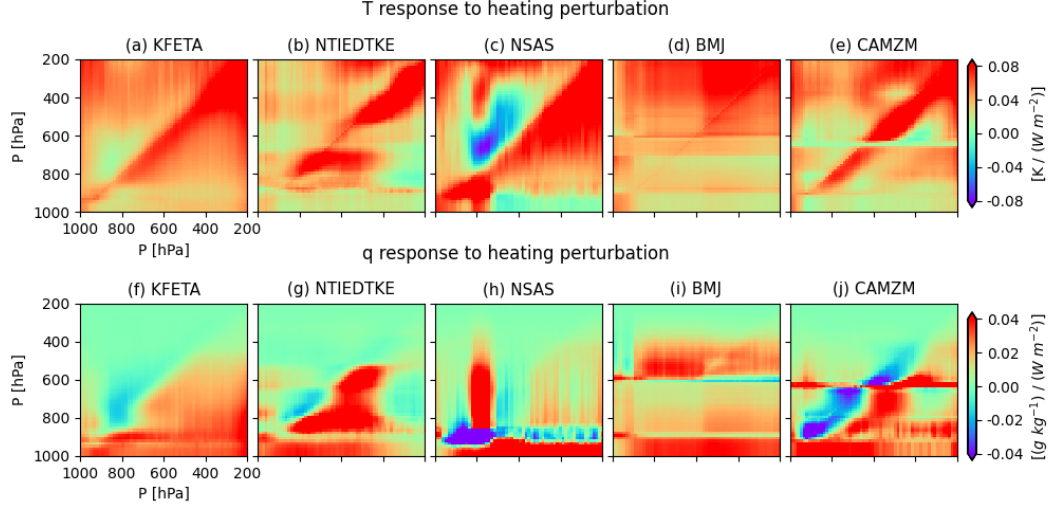 T response to heating perturbation
(a) KFETA (b) NTIEDTKE (c) NSAS (d) BMJ (e) CAMZM
200
400
600
800
1000
P [hPa]
1000 800 600 400 200
P [hPa]
0.08
0.04
0.00
-0.04
-0.08
[K / (W m⁻²)]
q response to heating perturbation
(f) KFETA (g) NTIEDTKE (h) NSAS (i) BMJ (j) CAMZM
200
400
600
800
1000
P [hPa]
1000 800 600 400 200
P [hPa]
0.04
0.02
0.00
-0.02
-0.04
[(g kg⁻¹) / (W m⁻²)]